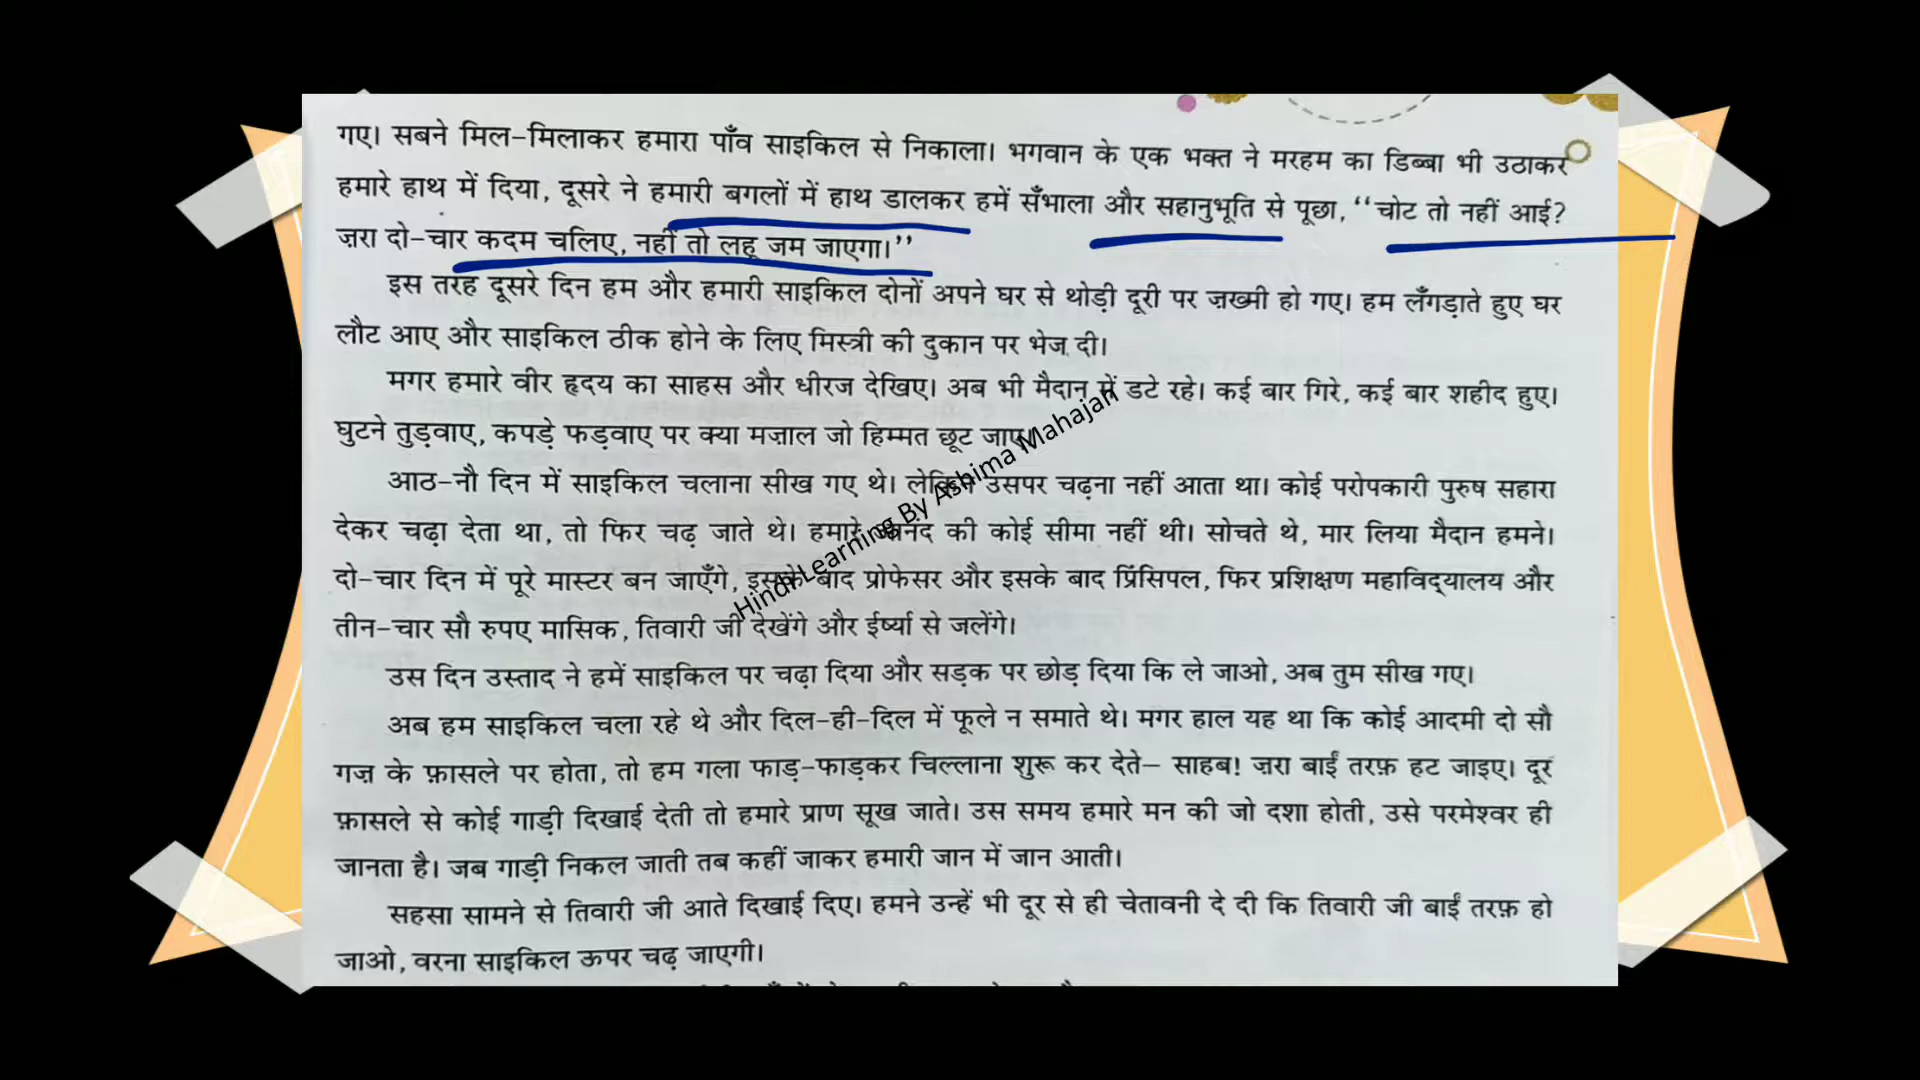 गए। सबने मिल-मिलाकर हमारा पाँव साइकिल से निकाला। भगवान के एक भक्त ने मरहम का डिब्बा भी उठाकर
हमारे हाथ में दिया, दूसरे ने हमारी बगलों में हाथ डालकर हमें सँभाला और सहानुभूति से पूछा, ‘‘चोट तो नहीं आई?
ज़रा दो-चार कदम चलिए, नहीं तो लहू जम जाएगा।’’
इस तरह दूसरे दिन हम और हमारी साइकिल दोनों अपने घर से थोड़ी दूरी पर ज़ख्मी हो गए। हम लँगड़ाते हुए घर
लौट आए और साइकिल ठीक होने के लिए मिस्त्री की दुकान पर भेज दी।
मगर हमारे वीर हृदय का साहस और धीरज देखिए। अब भी मैदान में डटे रहे। कई बार गिरे, कई बार शहीद हुए।
घुटने तुड़वाए, कपड़े फड़वाए पर क्या मजाल जो हिम्मत छूट जाए।
आठ-नौ दिन में साइकिल चलाना सीख गए थे। लेकिन उसपर चढ़ना नहीं आता था। कोई परोपकारी पुरुष सहारा
देकर चढ़ा देता था, तो फिर चढ़ जाते थे। हमारे आनंद की कोई सीमा नहीं थी। सोचते थे, मार लिया मैदान हमने।
दो-चार दिन में पूरे मास्टर बन जाएँगे, इसके बाद प्रोफेसर और इसके बाद प्रिंसिपल, फिर प्रशिक्षण महाविद्यालय और
तीन-चार सौ रुपए मासिक, तिवारी जी देखेंगे और ईर्ष्या से जलेंगे।
उस दिन उस्ताद ने हमें साइकिल पर चढ़ा दिया और सड़क पर छोड़ दिया कि ले जाओ, अब तुम सीख गए।
अब हम साइकिल चला रहे थे और दिल-ही-दिल में फूले न समाते थे। मगर हाल यह था कि कोई आदमी दो सौ
गज़ के फ़ासले पर होता, तो हम गला फाड़-फाड़कर चिल्लाना शुरू कर देते— साहब! ज़रा बाईं तरफ़ हट जाइए। दूर
फ़ासले से कोई गाड़ी दिखाई देती तो हमारे प्राण सूख जाते। उस समय हमारे मन की जो दशा होती, उसे परमेश्वर ही
जानता है। जब गाड़ी निकल जाती तब कहीं जाकर हमारी जान में जान आती।
सहसा सामने से तिवारी जी आते दिखाई दिए। हमने उन्हें भी दूर से ही चेतावनी दे दी कि तिवारी जी बाईं तरफ़ हो
जाओ, वरना साइकिल ऊपर चढ़ जाएगी।
Hindi Learning By Ashima Mahajan